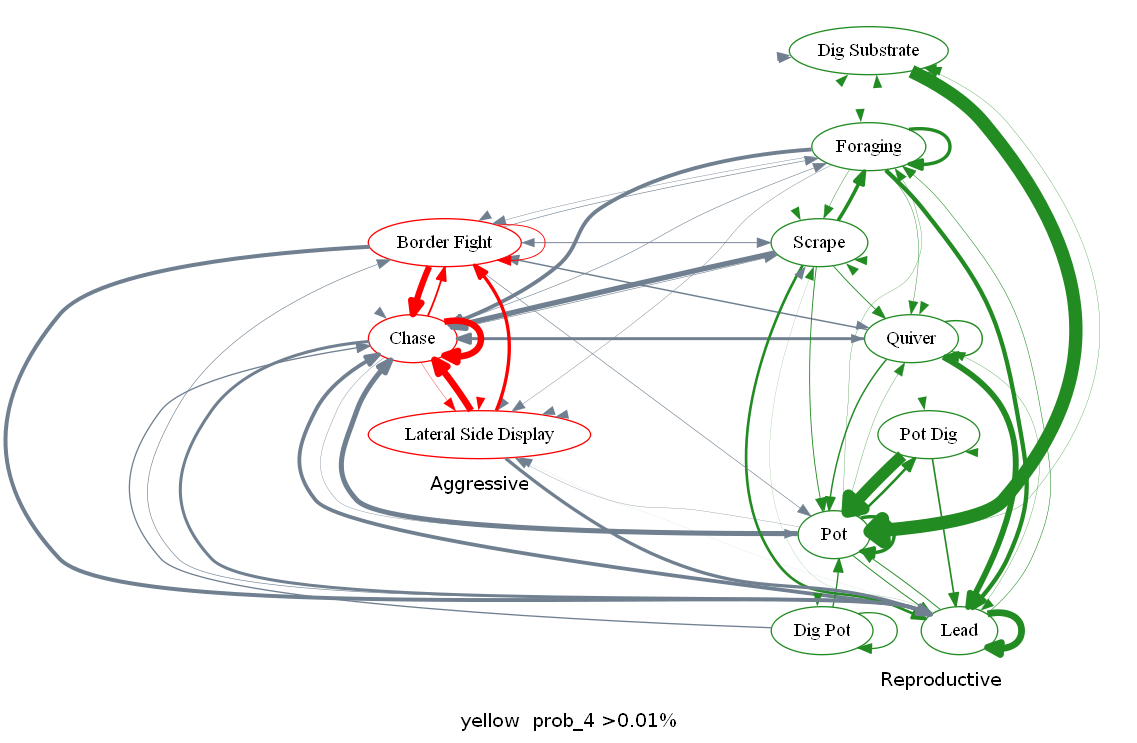 Dig Substrate
Foraging
Border Fight
Scrape
Chase
Quiver
Lateral Side Display
Pot Dig
Aggressive
Pot
Dig Pot
Lead
Reproductive
yellow prob_4 >0.01%